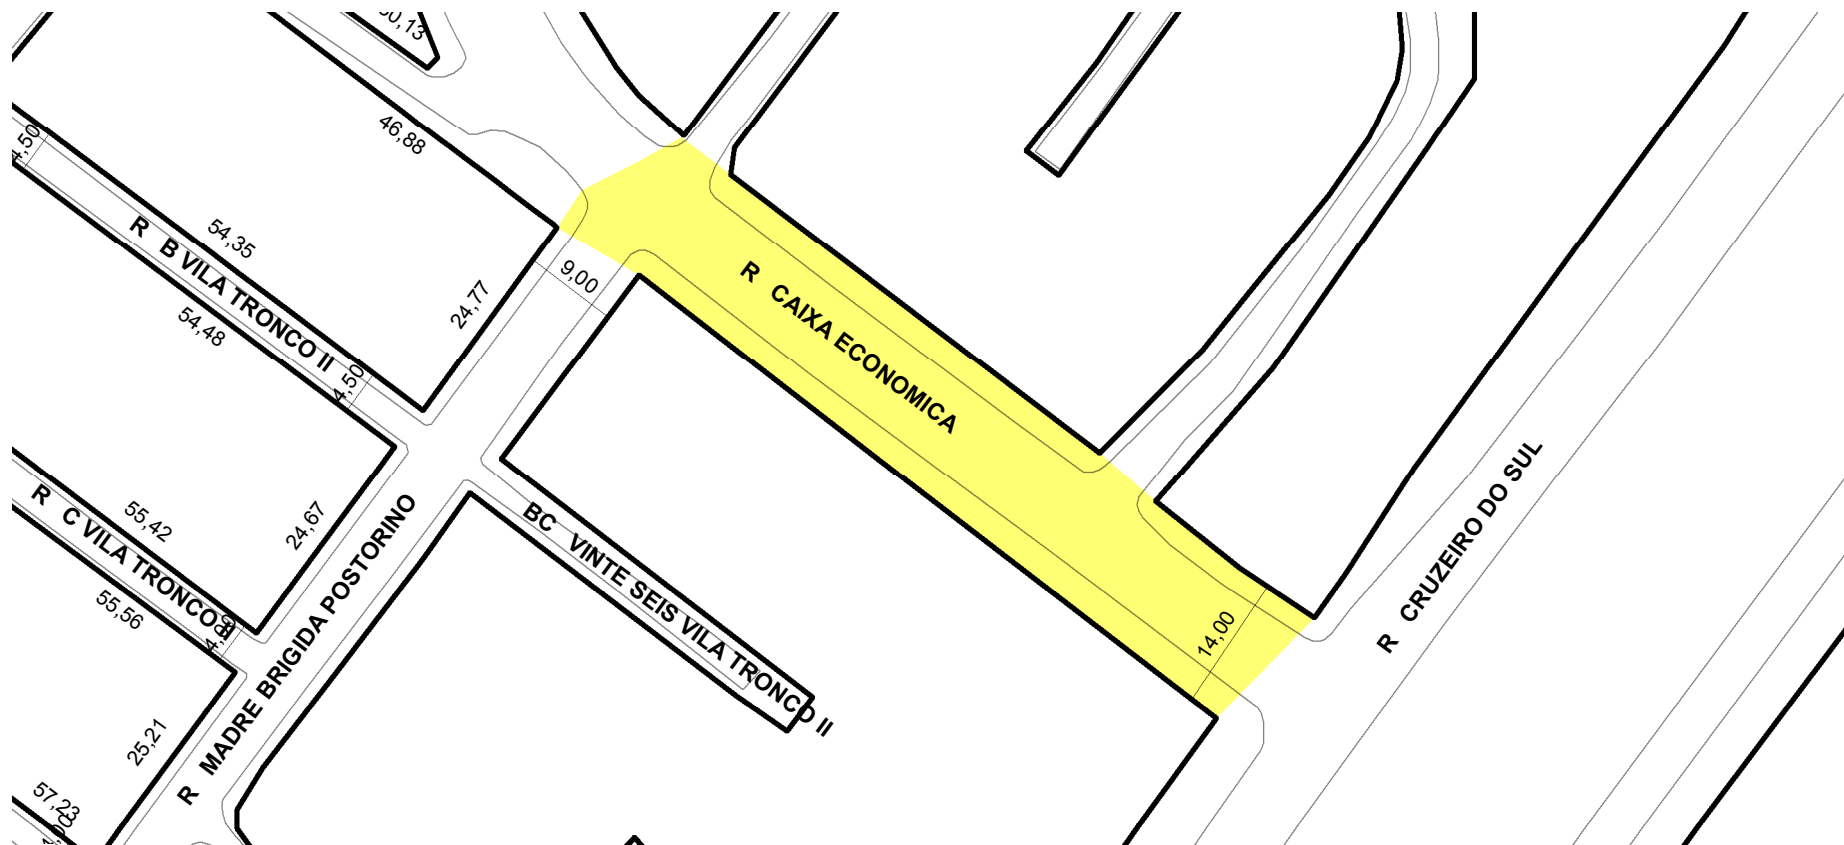 46,88
4,50
R B VILA TRONCO II
54,35
54,48
4,50
24,77
9,00
R CAIXA ECONOMICA
R C VILA TRONCO II
55,42
55,56
24,67
R MADRE BRIGIDA POSTORINO
BC VINTE SEIS VILA TRONCO II
14,00
R CRUZEIRO DO SUL
25,21
57,23